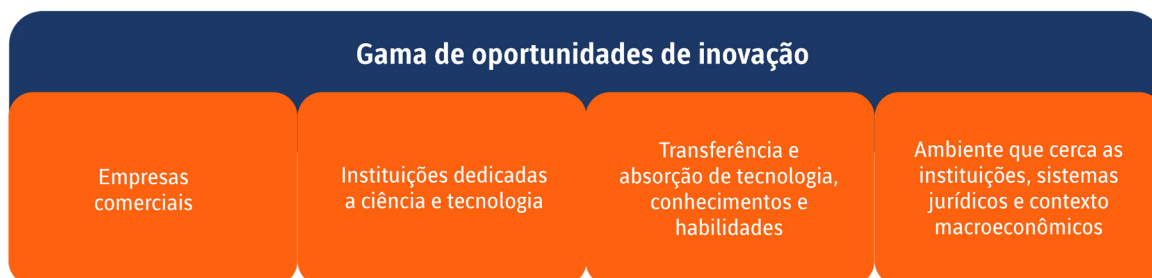 Gama de oportunidades de inovação
Empresas
comerciais
Instituições dedicadas
a ciência e tecnologia
Transferência e
absorção de tecnologia,
conhecimentos e
habilidades
Ambiente que cerca as
instituições, sistemas
jurídicos e contexto
macroeconômicos